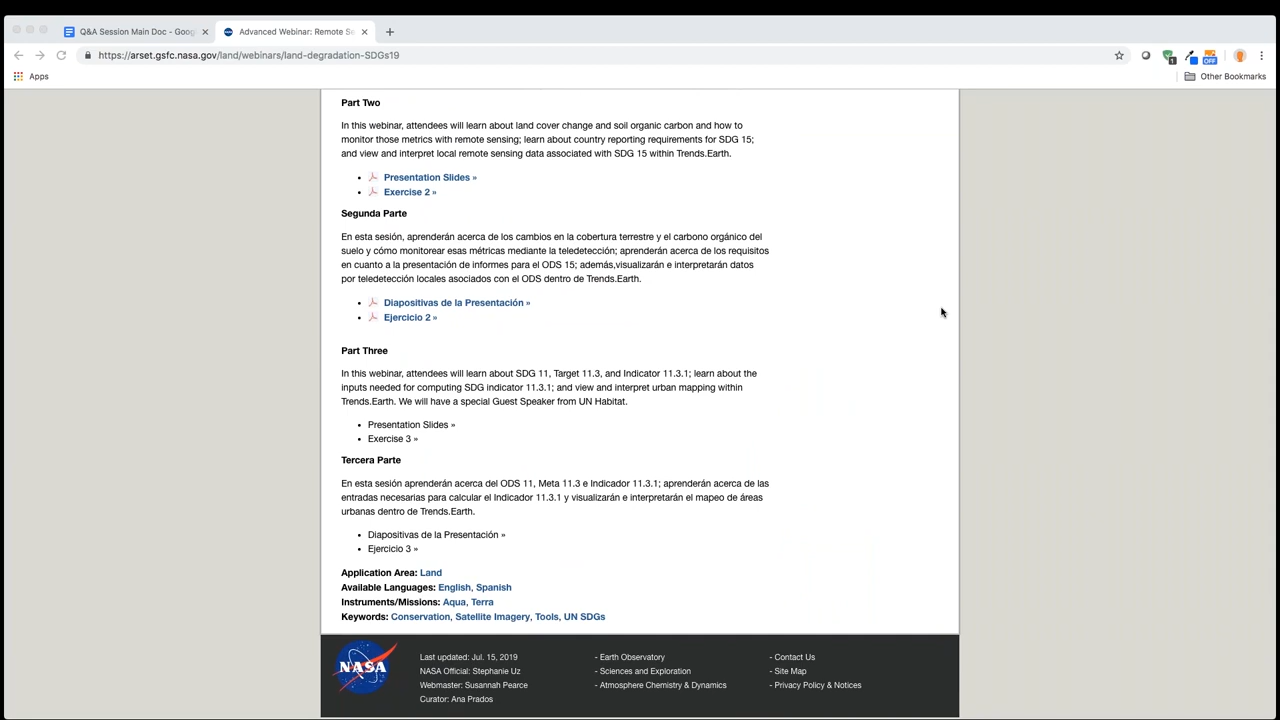 Q&A Session Main Doc - Goog
Advanced Webinar: Remote Se
https://arset.gsfc.nasa.gov/land/webinars/land-degradation-SDGs19
1
OFF
Apps
Other Bookmarks
Part Two
In this webinar, attendees will learn about land cover change and soil organic carbon and how to
monitor those metrics with remote sensing; learn about country reporting requirements for SDG 15;
and view and interpret local remote sensing data associated with SDG 15 within Trends.Earth.
• Presentation Slides »
• Exercise 2 »
Segunda Parte
En esta sesión, aprenderán acerca de los cambios en la cobertura terrestre y el carbono orgánico del
suelo y cómo monitorear esas métricas mediante la teledetección; aprenderán acerca de los requisitos
en cuanto a la presentación de informes para el ODS 15; además,visualizarán e interpretarán datos
por teledetección locales asociados con el ODS dentro de Trends.Earth.
• Diapositivas de la Presentación »
• Ejercicio 2 »
Part Three
In this webinar, attendees will learn about SDG 11, Target 11.3, and Indicator 11.3.1; learn about the
inputs needed for computing SDG indicator 11.3.1; and view and interpret urban mapping within
Trends.Earth. We will have a special Guest Speaker from UN Habitat.
• Presentation Slides »
• Exercise 3 »
Tercera Parte
En esta sesión aprenderán acerca del ODS 11, Meta 11.3 e Indicador 11.3.1; aprenderán acerca de las
entradas necesarias para calcular el Indicador 11.3.1 y visualizarán e interpretarán el mapeo de áreas
urbanas dentro de Trends.Earth.
• Diapositivas de la Presentación »
• Ejercicio 3 »
Application Area: Land
Available Languages: English, Spanish
Instruments/Missions: Aqua, Terra
Keywords: Conservation, Satellite Imagery, Tools, UN SDGs
NASA
Last updated: Jul. 15, 2019
NASA Official: Stephanie Uz
Webmaster: Susannah Pearce
Curator: Ana Prados
- Earth Observatory
- Sciences and Exploration
- Atmosphere Chemistry & Dynamics
- Contact Us
- Site Map
- Privacy Policy & Notices